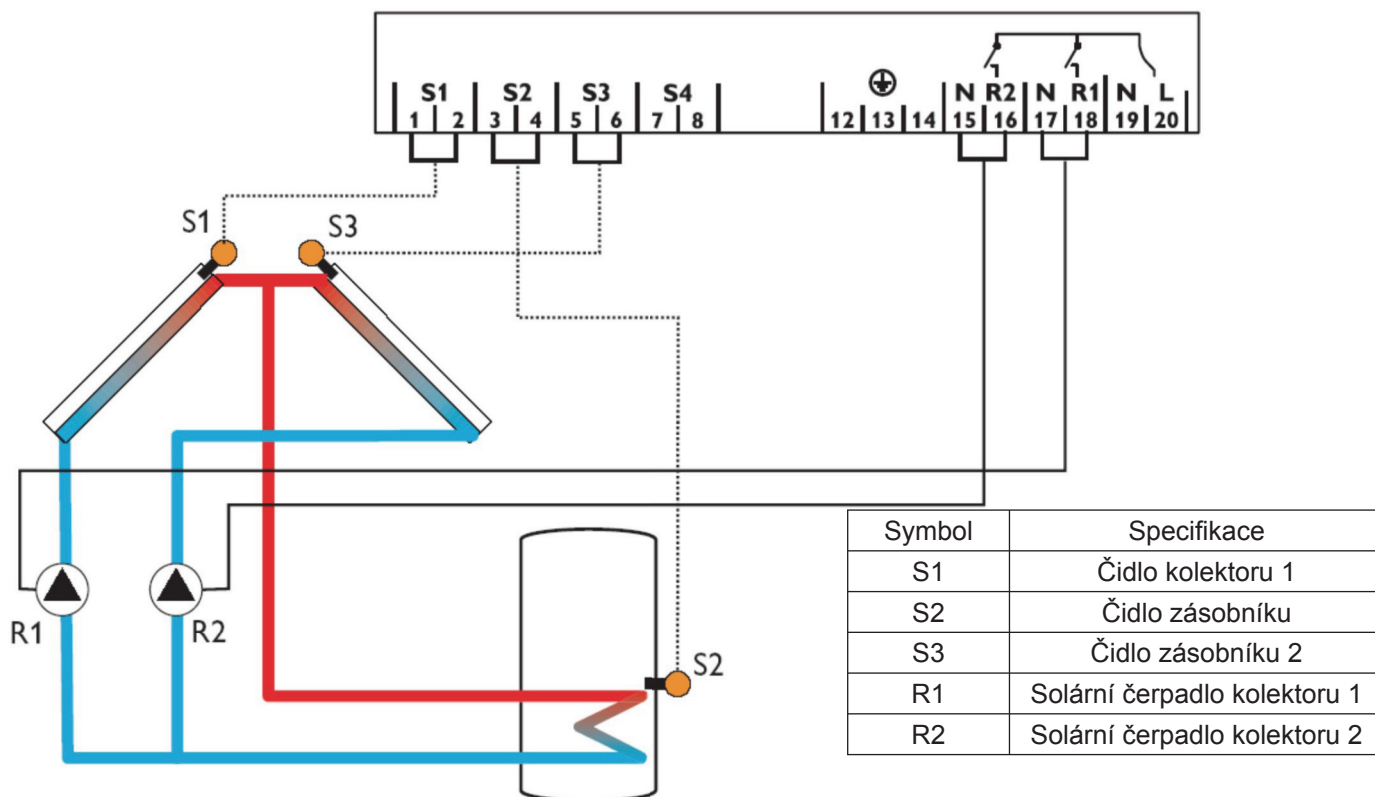 S1 S2 S3 S4 N R2 N R1 N L
1 2 3 4 5 6 7 8 12 13 14 15 16 17 18 19 20
S1 S3
R1 R2
S2
Symbol Specifikace
S1 Čidlo kolektoru 1
S2 Čidlo zásobníku
S3 Čidlo zásobníku 2
R1 Solární čerpadlo kolektoru 1
R2 Solární čerpadlo kolektoru 2